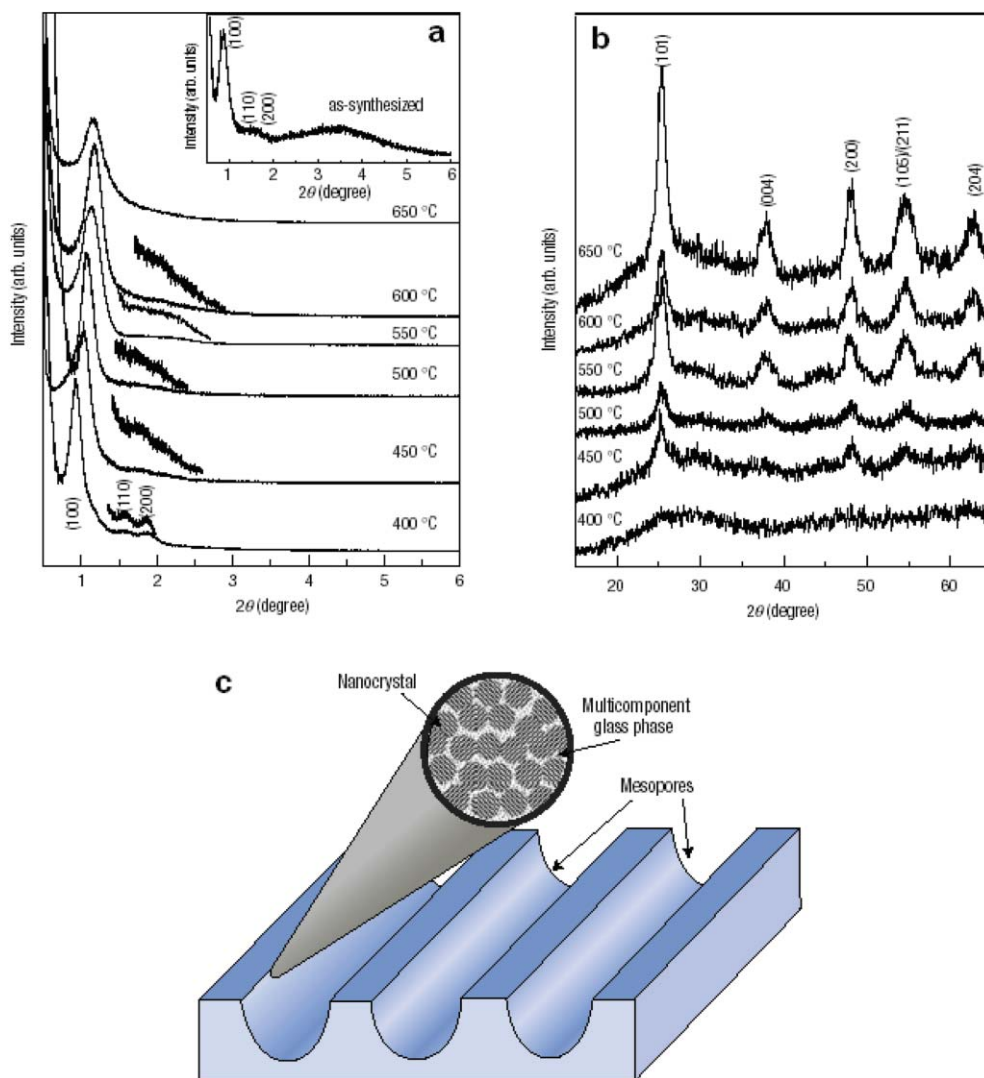 a
Intensity (arb. units)
(100)
(110)
(200)
as-synthesized
1 2 3 4 5 6
2θ (degree)
Intensity (arb. units)
650 °C
600 °C
550 °C
500 °C
450 °C
400 °C
(100)
(110)
(200)
1 2 3 4 5 6
2θ (degree)
b
Intensity (arb. units)
(101)
(004)
(200)
(105)/(211)
(204)
650 °C
600 °C
550 °C
500 °C
450 °C
400 °C
20 30 40 50 60
2θ (degree)
c
Nanocrystal
Multicomponent
glass phase
Mesopores